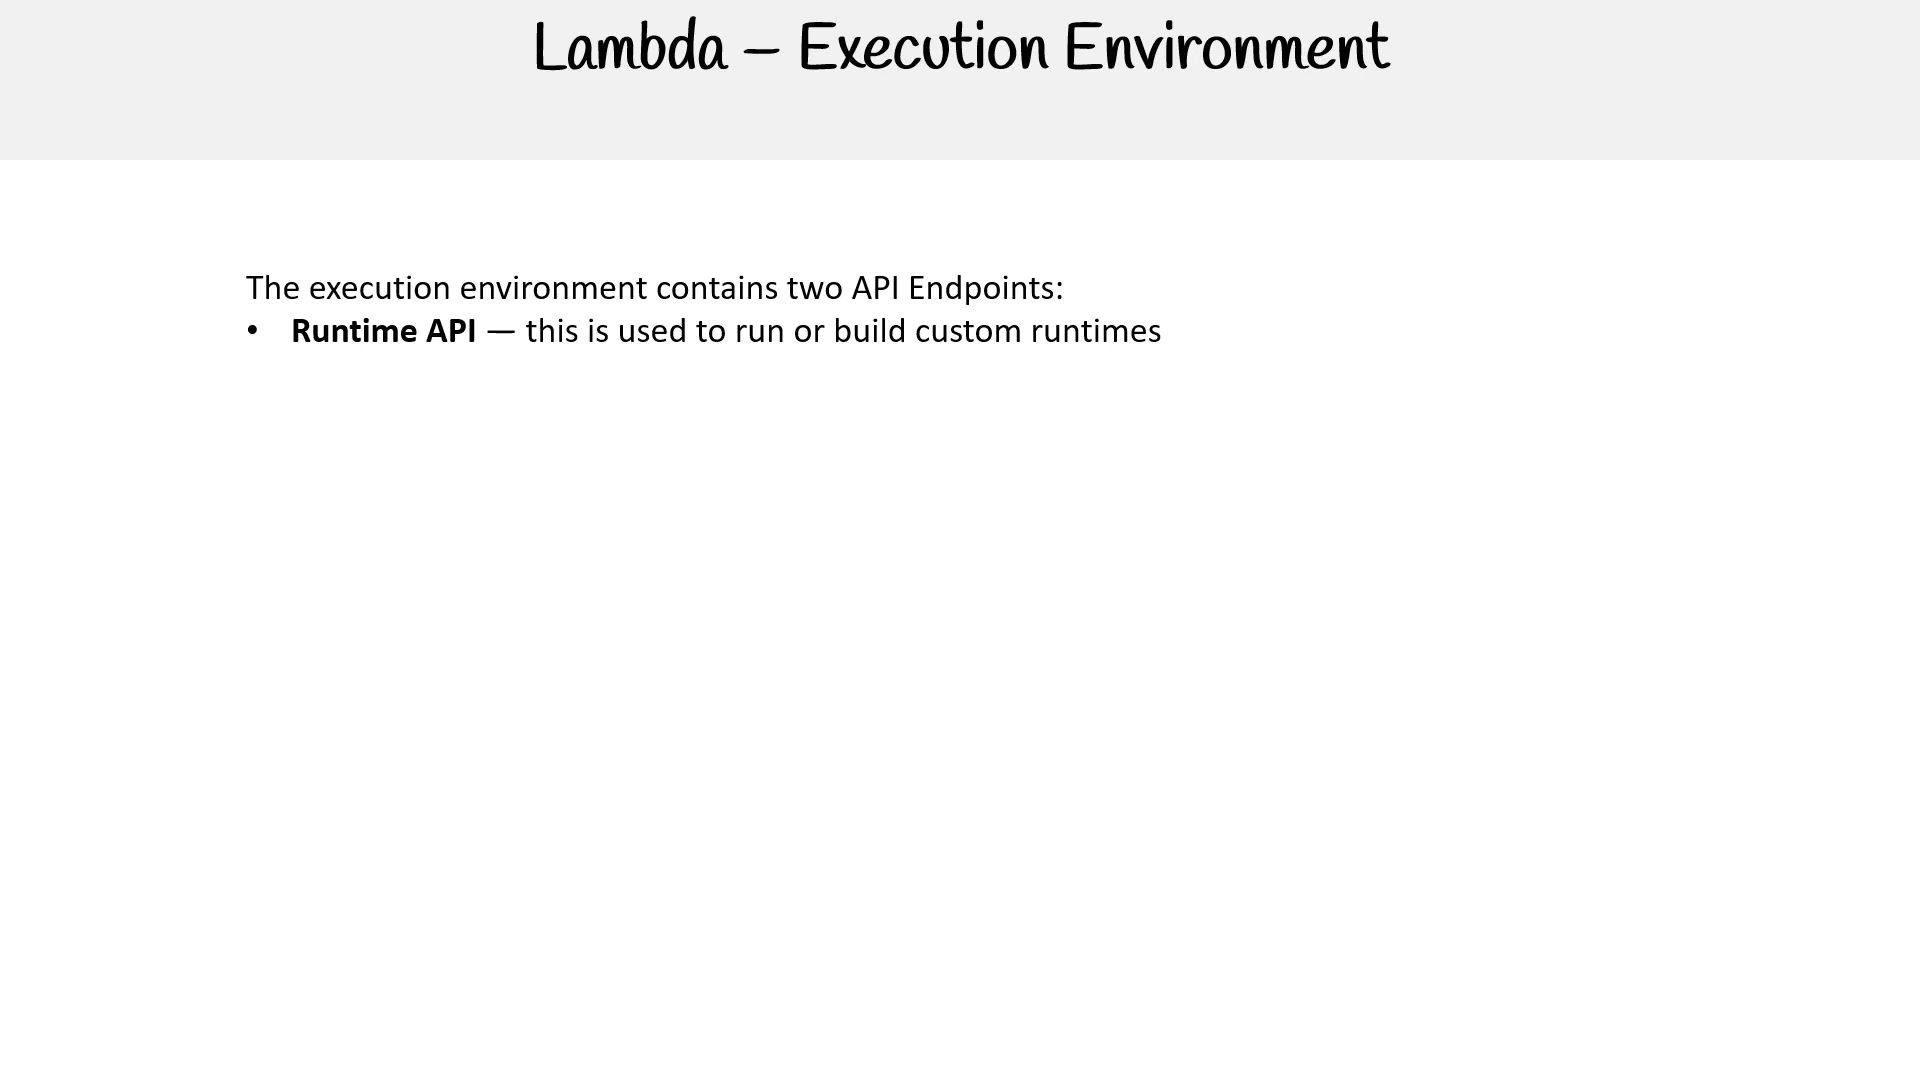 Lambda – Execution Environment
The execution environment contains two API Endpoints:
• Runtime API — this is used to run or build custom runtimes